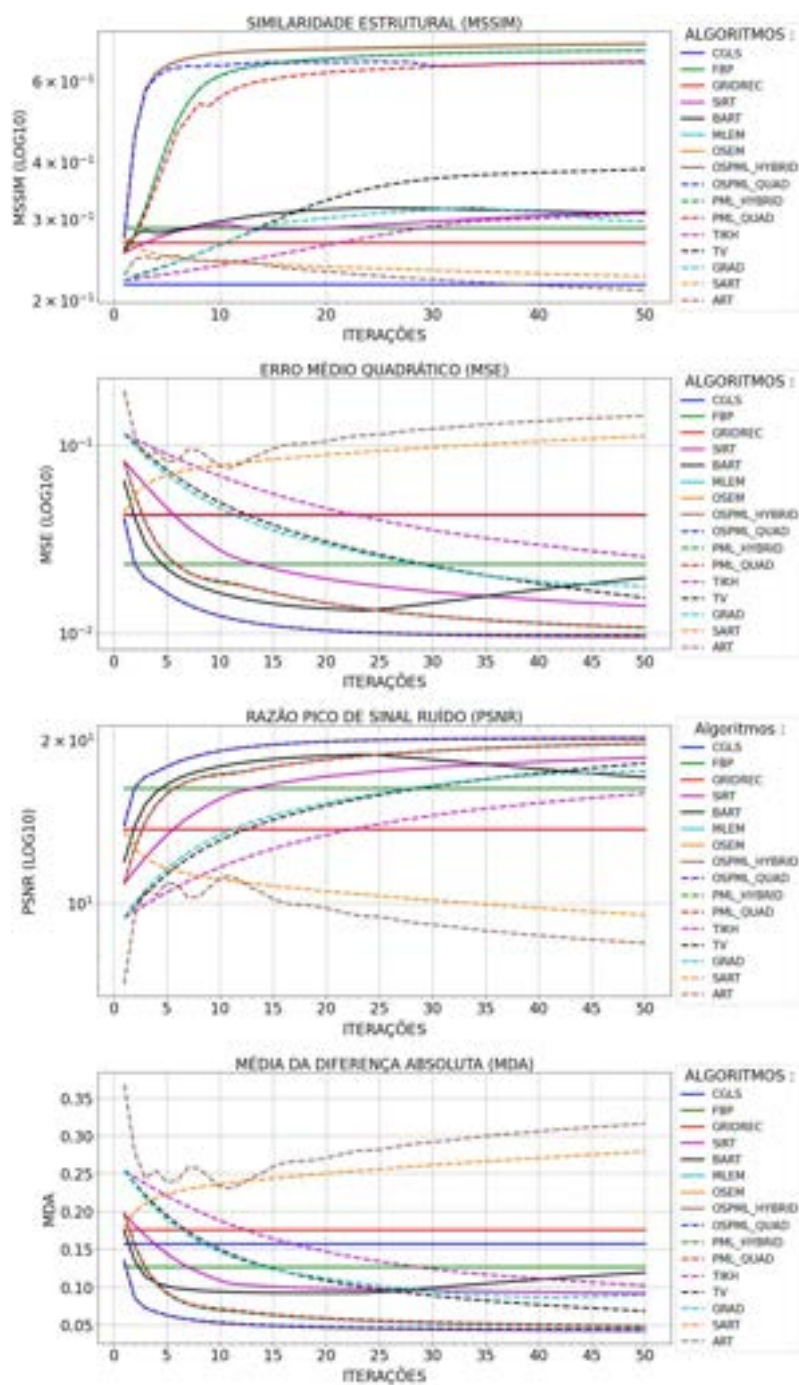 SIMILARIDADE ESTRUTURAL (MSSIM)
MSSIM (LOG10)
6 × 10⁻¹
4 × 10⁻¹
3 × 10⁻¹
2 × 10⁻¹
0 5 10 15 20 25 30 35 40 45 50
ITERAÇÕES
ALGORITMOS :
CGLS
FBP
GRIDREC
SIRT
BART
MLEM
OSEM
OSPML_HYBRID
OSPML_QUAD
PML_HYBRID
PML_QUAD
TIKH
TV
GRAD
SART
ART
ERRO MÉDIO QUADRÁTICO (MSE)
MSE (LOG10)
10⁻¹
10⁻²
0 5 10 15 20 25 30 35 40 45 50
ITERAÇÕES
ALGORITMOS :
CGLS
FBP
GRIDREC
SIRT
BART
MLEM
OSEM
OSPML_HYBRID
OSPML_QUAD
PML_HYBRID
PML_QUAD
TIKH
TV
GRAD
SART
ART
RAZÃO PICO DE SINAL RUÍDO (PSNR)
PSNR (LOG10)
2 × 10¹
10¹
0 5 10 15 20 25 30 35 40 45 50
ITERAÇÕES
Algoritmos :
CGLS
FBP
GRIDREC
SIRT
BART
MLEM
OSEM
OSPML_HYBRID
OSPML_QUAD
PML_HYBRID
PML_QUAD
TIKH
TV
GRAD
SART
ART
MÉDIA DA DIFERENÇA ABSOLUTA (MDA)
MDA
0.35
0.30
0.25
0.20
0.15
0.10
0.05
0 5 10 15 20 25 30 35 40 45 50
ITERAÇÕES
ALGORITMOS :
CGLS
FBP
GRIDREC
SIRT
BART
MLEM
OSEM
OSPML_HYBRID
OSPML_QUAD
PML_HYBRID
PML_QUAD
TIKH
TV
GRAD
SART
ART